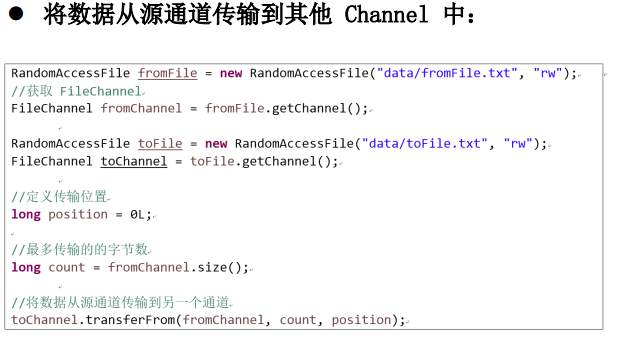 ● 将数据从源通道传输到其他 Channel 中：
RandomAccessFile fromFile = new RandomAccessFile("data/fromFile.txt", "rw");
//获取 FileChannel
FileChannel fromChannel = fromFile.getChannel();
RandomAccessFile toFile = new RandomAccessFile("data/toFile.txt", "rw");
FileChannel toChannel = toFile.getChannel();
//定义传输位置
long position = 0L;
//最多传输的的字节数
long count = fromChannel.size();
//将数据从源通道传输到另一个通道
toChannel.transferFrom(fromChannel, count, position);